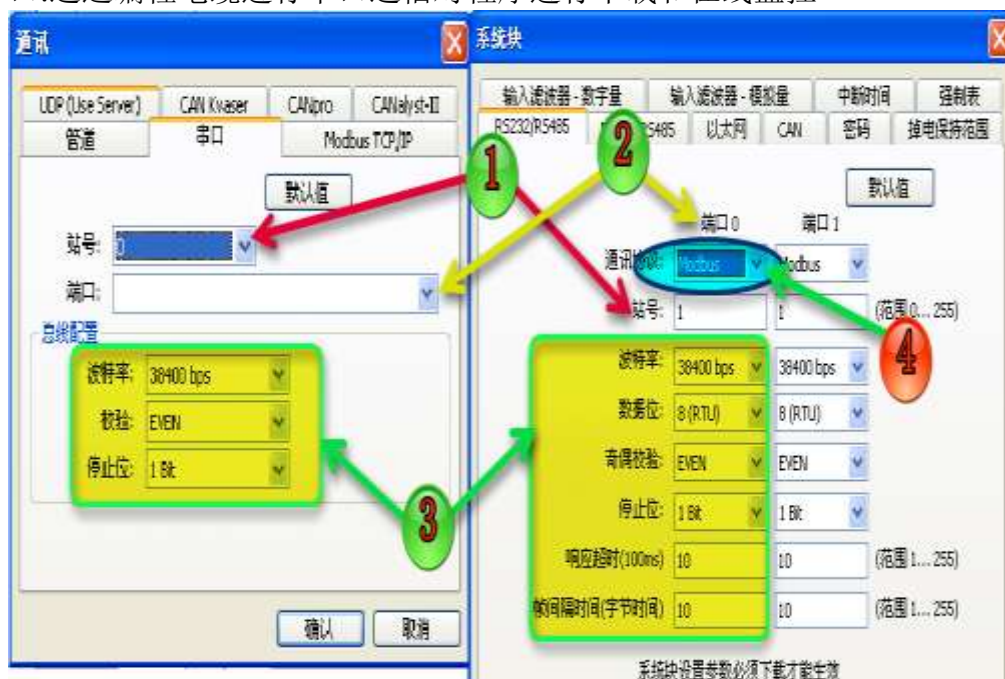 通讯
UDP (Use Server) CAN Kvaser CANpro CANalyst-II
管道 串口 Modbus TCP/IP
默认值
站号: 0
端口:
总线配置
波特率: 38400 bps
校验: EVEN
停止位: 1 Bit
确认 取消
系统块
输入滤波器 - 数字量 输入滤波器 - 模拟量 中断时间 强制表
RS232/RS485 S485 以太网 CAN 密码 掉电保持范围
默认值
端口 0 端口 1
通讯 Modbus Modbus
站号: 1 1 (范围 0... 255)
波特率: 38400 bps 38400 bps
数据位: 8 (RTU) 8 (RTU)
奇偶校验: EVEN EVEN
停止位: 1 Bit 1 Bit
响应超时(100ms) 10 10 (范围 1... 255)
帧间隔时间(字节时间) 10 10 (范围 1... 255)
系统块设置参数必须下载才能生效
1
2
3
4